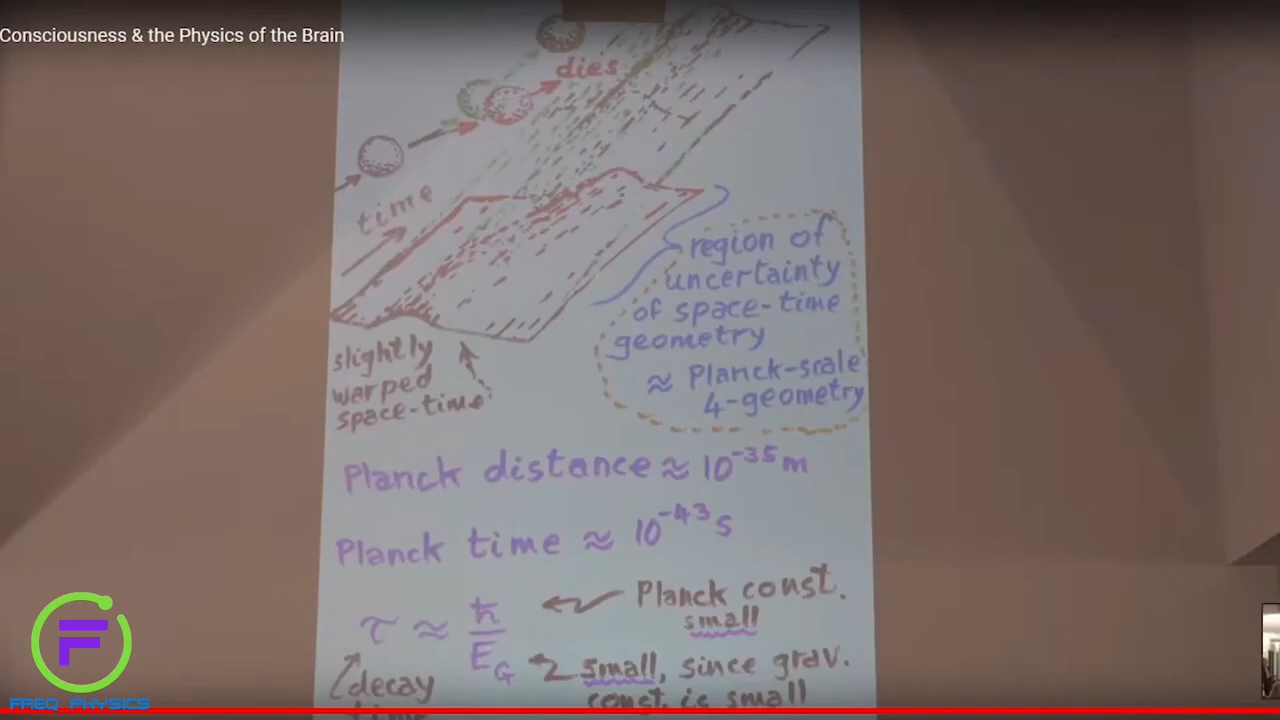 Consciousness & the Physics of the Brain
dies
time
region of
uncertainty
of space-time
geometry
≈ Planck-scale
4-geometry
slightly
warped
space-time
Planck distance ≈ 10⁻³⁵ m
Planck time ≈ 10⁻⁴³ s
Planck const.
small
τ ≈ ħ/E_G
small, since grav.
const. is small
decay
time
F
FREQ PHYSICS